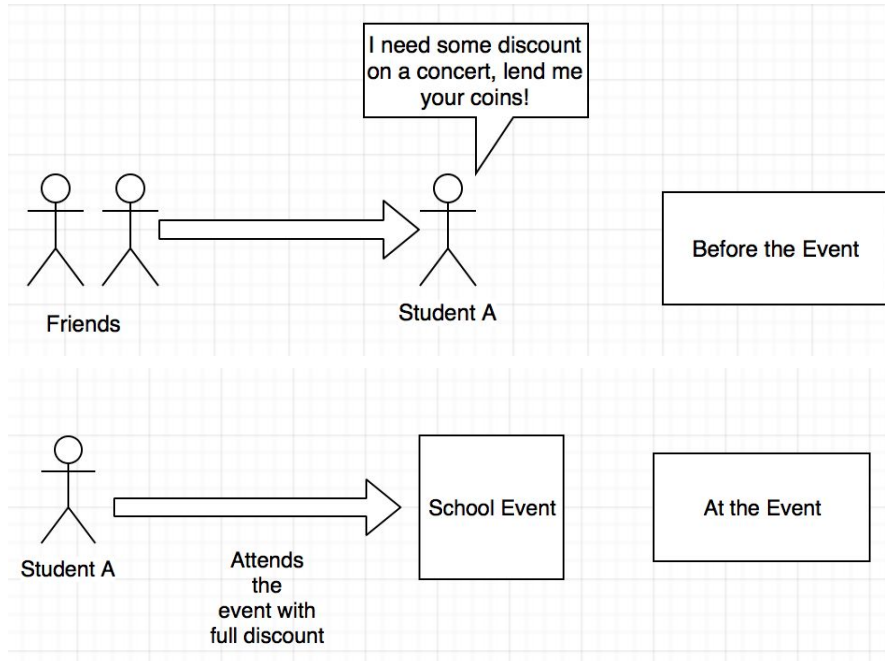 I need some discount
on a concert, lend me
your coins!
Before the Event
Student A
Friends
School Event
At the Event
Student A
Attends
the
event with
full discount